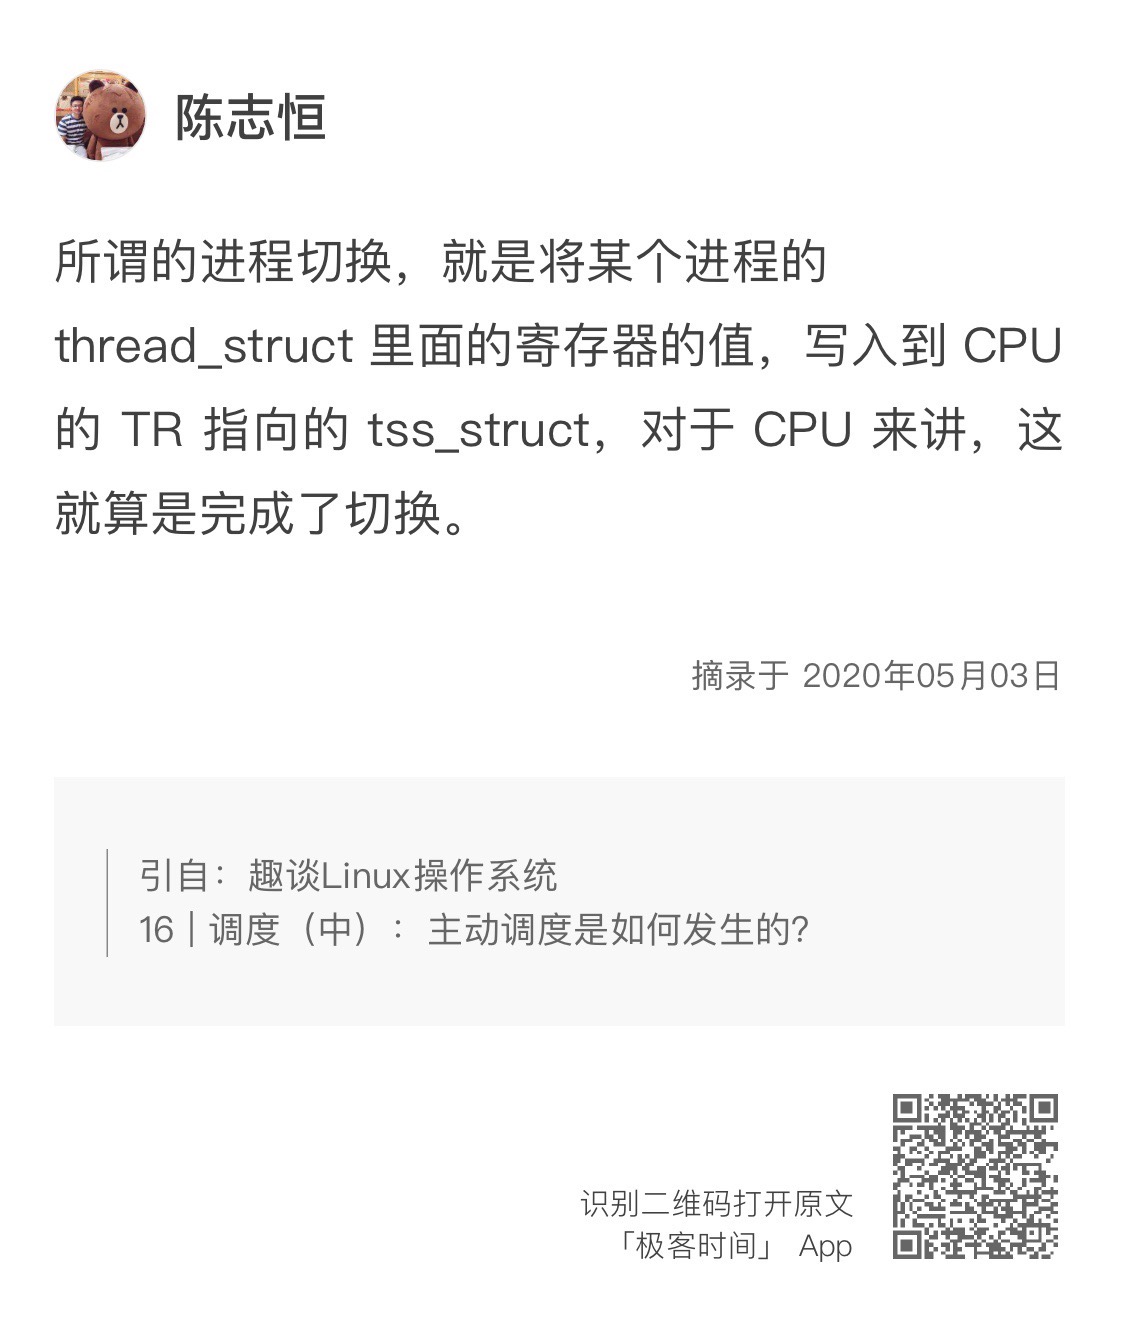 陈志恒
所谓的进程切换，就是将某个进程的
thread_struct 里面的寄存器的值，写入到 CPU
的 TR 指向的 tss_struct，对于 CPU 来讲，这
就算是完成了切换。
摘录于 2020年05月03日
引自：趣谈Linux操作系统
16 | 调度（中）：主动调度是如何发生的?
识别二维码打开原文
「极客时间」 App